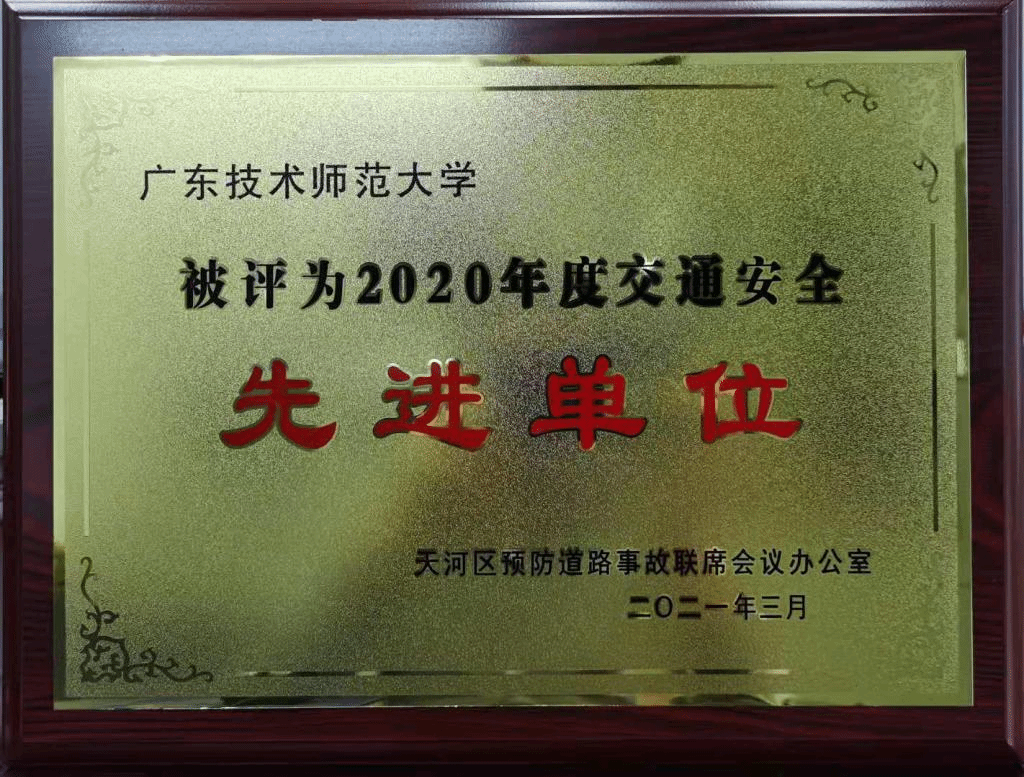 广东技术师范大学
被评为2020年度交通安全
先进单位
天河区预防道路事故联席会议办公室
二〇二一年三月